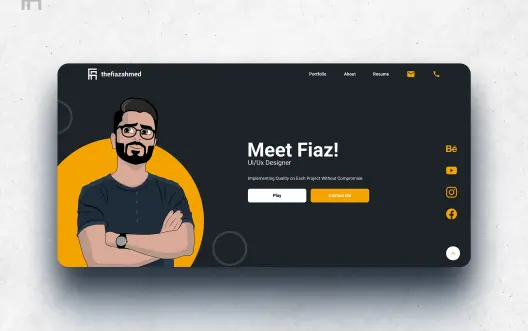 thefiazahmed
Portfolio
About
Resume
Meet Fiaz!
UI/Ux Designer
Implementing Quality on Each Project Without Compromise
Play
Contact Me
Bē